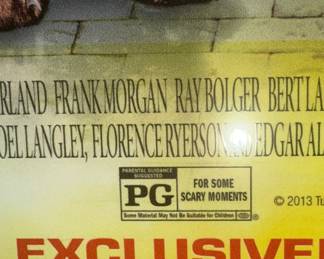 RLAND FRANK MORGAN RAY BOLGER BERT LA
OEL LANGLEY, FLORENCE RYERSON AND EDGAR AL
PARENTAL GUIDANCE SUGGESTED
PG
FOR SOME
SCARY MOMENTS
Some Material May Not Be Suitable for Children
© 2013 Tu
EXCLUSIVE